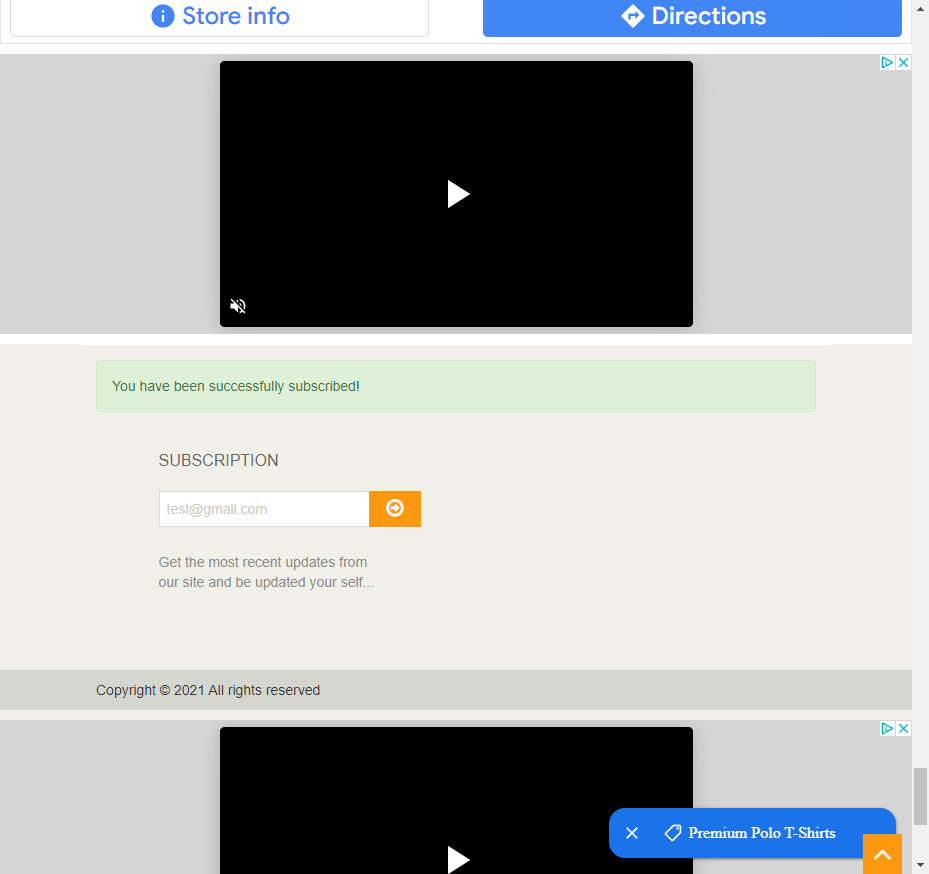 Store info
Directions
You have been successfully subscribed!
SUBSCRIPTION
test@gmail.com
Get the most recent updates from
our site and be updated your self...
Copyright © 2021 All rights reserved
Premium Polo T-Shirts